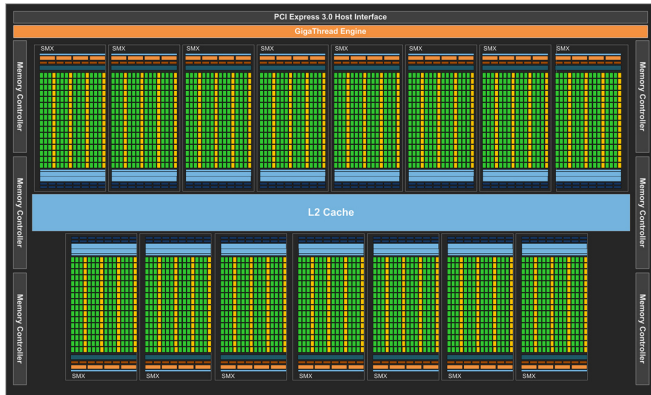 PCI Express 3.0 Host Interface
GigaThread Engine
Memory Controller
Memory Controller
Memory Controller
SMX
SMX
SMX
SMX
SMX
SMX
SMX
SMX
L2 Cache
SMX
SMX
SMX
SMX
SMX
SMX
SMX
Memory Controller
Memory Controller
Memory Controller